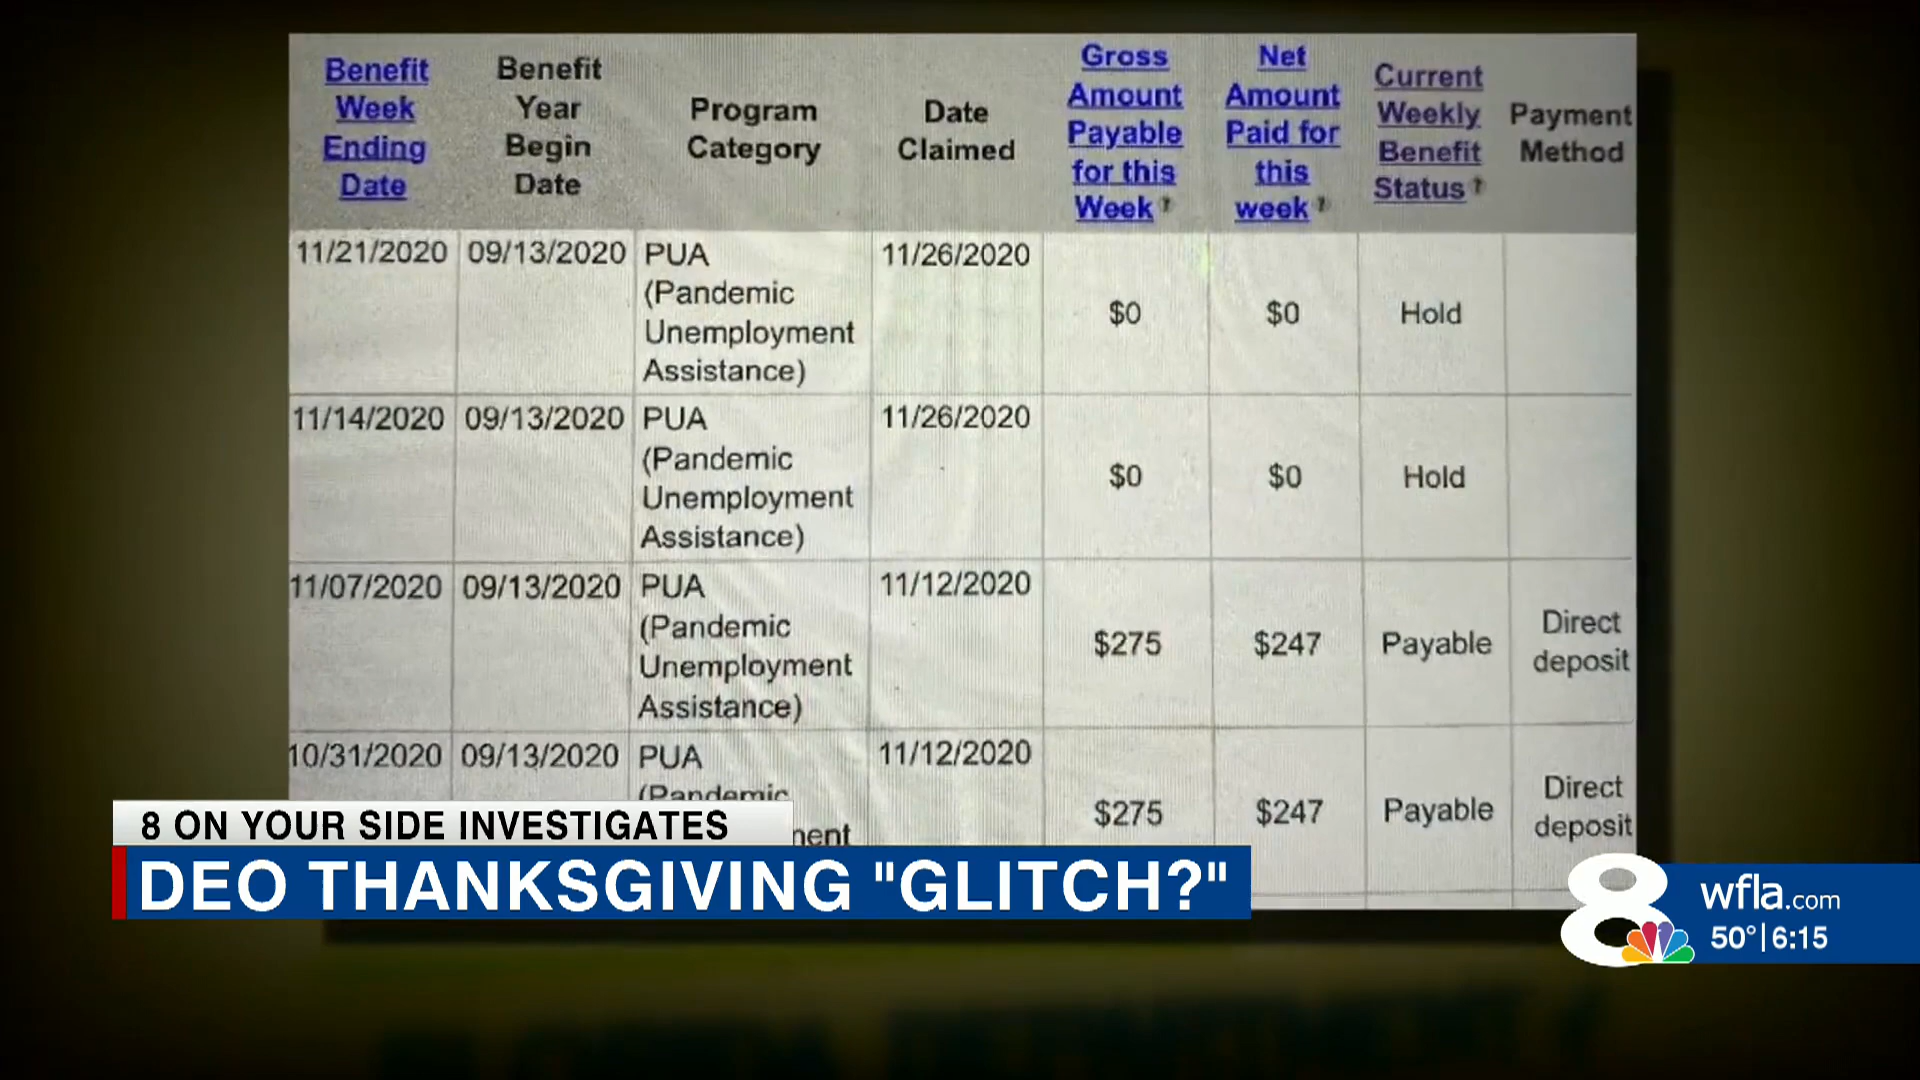 Benefit Week Ending Date
Benefit Year Begin Date
Program Category
Date Claimed
Gross Amount Payable for this Week ?
Net Amount Paid for this week ?
Current Weekly Benefit Status ?
Payment Method
11/21/2020 09/13/2020 PUA (Pandemic Unemployment Assistance) 11/26/2020 $0 $0 Hold
11/14/2020 09/13/2020 PUA (Pandemic Unemployment Assistance) 11/26/2020 $0 $0 Hold
11/07/2020 09/13/2020 PUA (Pandemic Unemployment Assistance) 11/12/2020 $275 $247 Payable Direct deposit
10/31/2020 09/13/2020 PUA (Pandemic 11/12/2020 $275 $247 Payable Direct deposit
8 ON YOUR SIDE INVESTIGATES
DEO THANKSGIVING "GLITCH?"
8 wfla.com
50° | 6:15